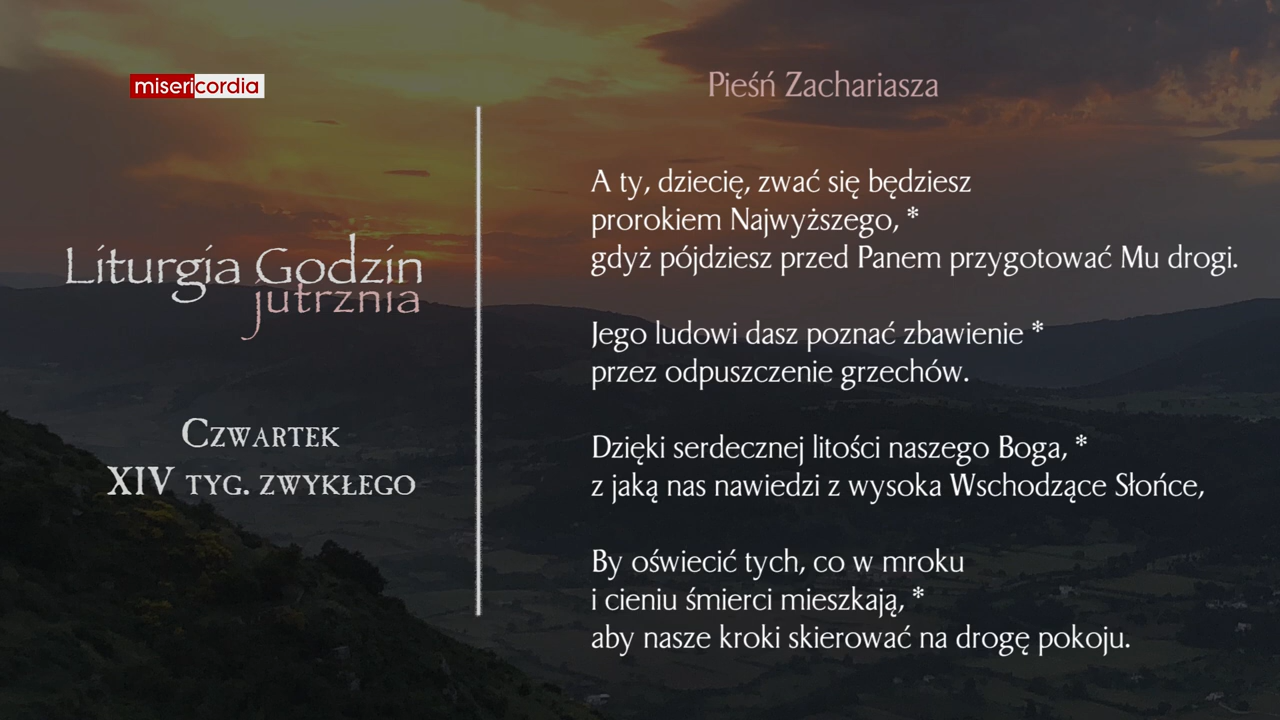 misericordia
Liturgia Godzin
jutrznia
Czwartek
XIV tyg. zwykłego
Pieśń Zachariasza
A ty, dziecię, zwać się będziesz
prorokiem Najwyższego, *
gdyż pójdziesz przed Panem przygotować Mu drogi.
Jego ludowi dasz poznać zbawienie *
przez odpuszczenie grzechów.
Dzięki serdecznej litości naszego Boga, *
z jaką nas nawiedzi z wysoka Wschodzące Słońce,
By oświecić tych, co w mroku
i cieniu śmierci mieszkają, *
aby nasze kroki skierować na drogę pokoju.